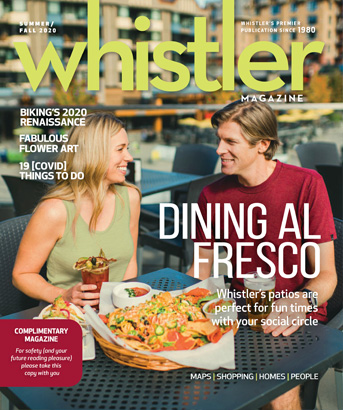 SUMMER/
FALL 2020
WHISTLER'S PREMIER
PUBLICATION SINCE 1980
whistler
MAGAZINE
BIKING'S 2020
RENAISSANCE
FABULOUS
FLOWER ART
19 [COVID]
THINGS TO DO
DINING AL
FRESCO
Whistler's patios are
perfect for fun times
with your social circle
COMPLIMENTARY
MAGAZINE
For safety (and your
future reading pleasure)
please take this
copy with you
MAPS | SHOPPING | HOMES | PEOPLE